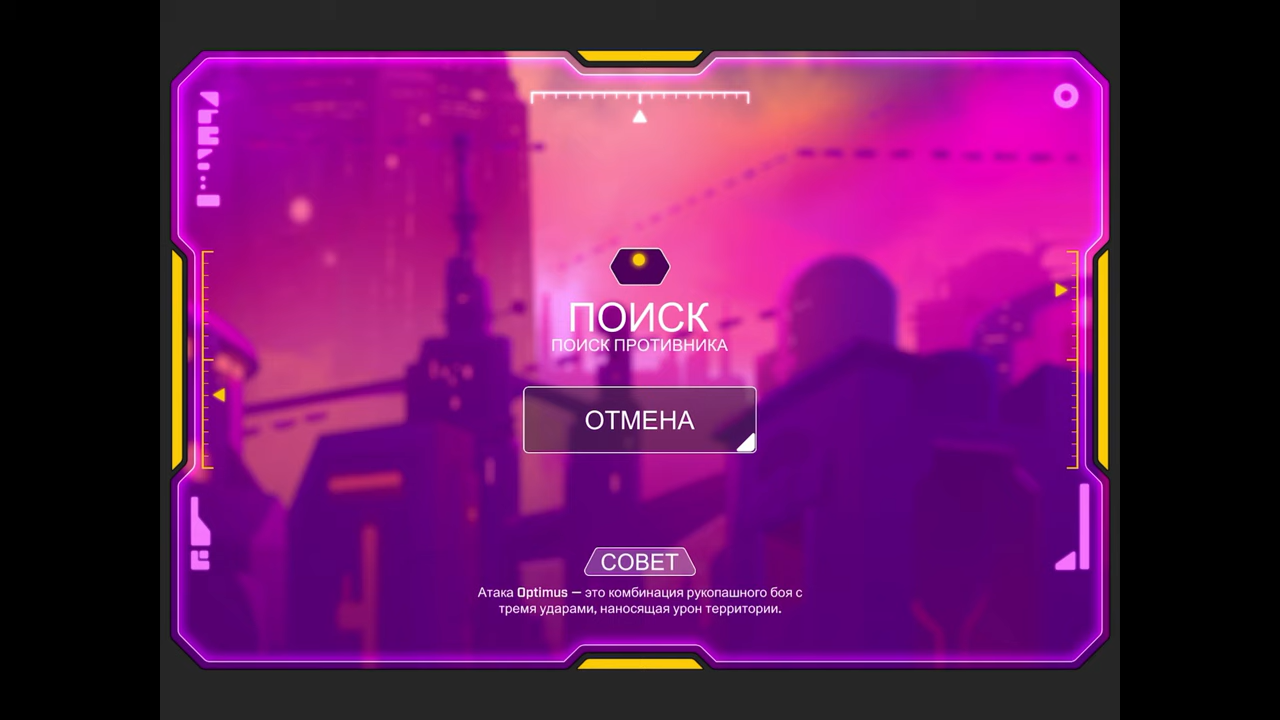 ПОИСК
ПОИСК ПРОТИВНИКА
ОТМЕНА
СОВЕТ
Атака Optimus — это комбинация рукопашного боя с
тремя ударами, наносящая урон территории.